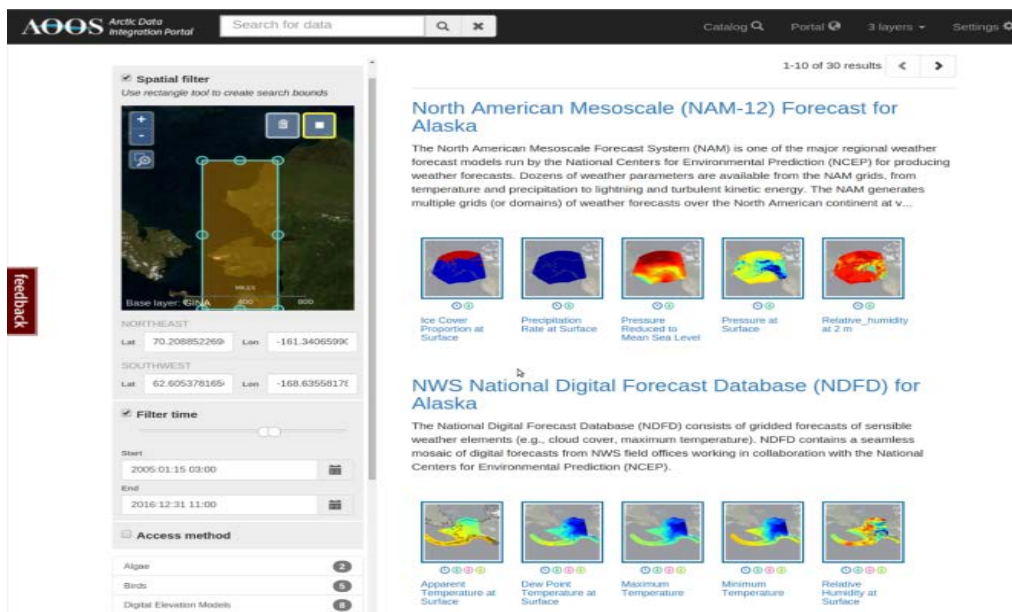 AOOS Arctic Data
Integration Portal
Search for data
Catalog
Portal
3 layers
Settings
feedback
Spatial filter
Use rectangle tool to create search bounds
+
-
MILES
400
800
Base layer: GINA
NORTHEAST
Lat 70.208852269 Lon -161.3406599
SOUTHWEST
Lat 62.605378165 Lon -168.6355817
Filter time
Start
2005:01:15 03:00
End
2016:12:31 11:00
Access method
Algae 2
Birds 5
Digital Elevation Models 8
1-10 of 30 results < >
North American Mesoscale (NAM-12) Forecast for
Alaska
The North American Mesoscale Forecast System (NAM) is one of the major regional weather
forecast models run by the National Centers for Environmental Prediction (NCEP) for producing
weather forecasts. Dozens of weather parameters are available from the NAM grids, from
temperature and precipitation to lightning and turbulent kinetic energy. The NAM generates
multiple grids (or domains) of weather forecasts over the North American continent at v...
Ice Cover
Proportion at
Surface
Precipitation
Rate at Surface
Pressure
Reduced to
Mean Sea Level
Pressure at
Surface
Relative_humidity
at 2 m
NWS National Digital Forecast Database (NDFD) for
Alaska
The National Digital Forecast Database (NDFD) consists of gridded forecasts of sensible
weather elements (e.g., cloud cover, maximum temperature). NDFD contains a seamless
mosaic of digital forecasts from NWS field offices working in collaboration with the National
Centers for Environmental Prediction (NCEP).
Apparent
Temperature at
Surface
Dew Point
Temperature at
Surface
Maximum
Temperature
Minimum
Temperature
Relative
Humidity at
Surface